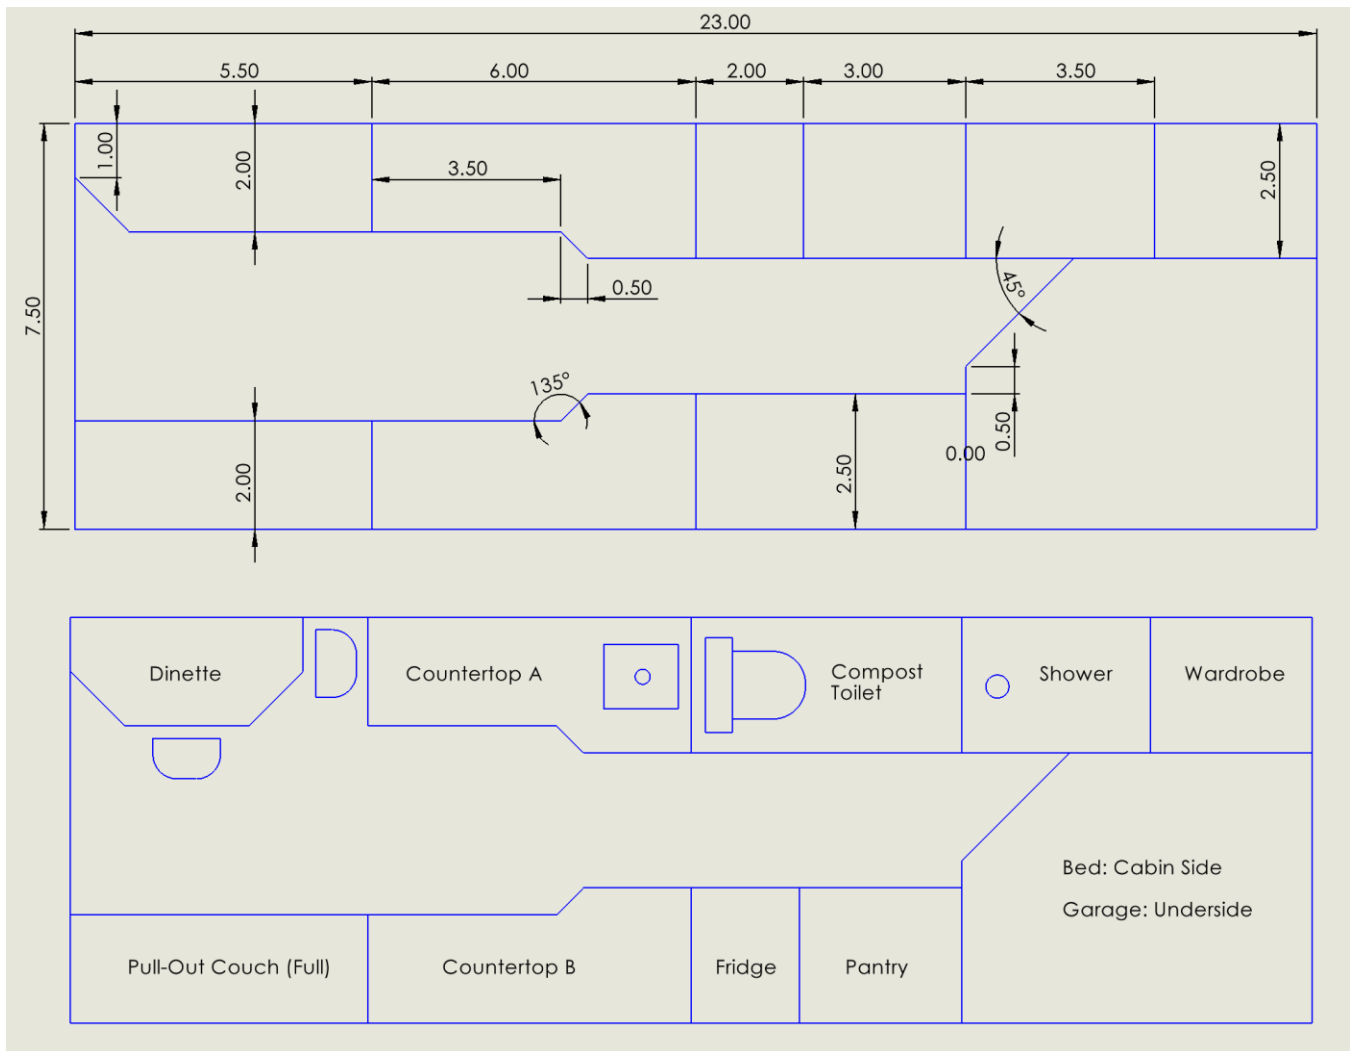 23.00
5.50
6.00
2.00
3.00
3.50
1.00
2.00
3.50
2.50
7.50
0.50
45°
135°
0.50
0.00
2.00
2.50
Dinette
Countertop A
Compost
Toilet
Shower
Wardrobe
Bed: Cabin Side
Garage: Underside
Pull-Out Couch (Full)
Countertop B
Fridge
Pantry